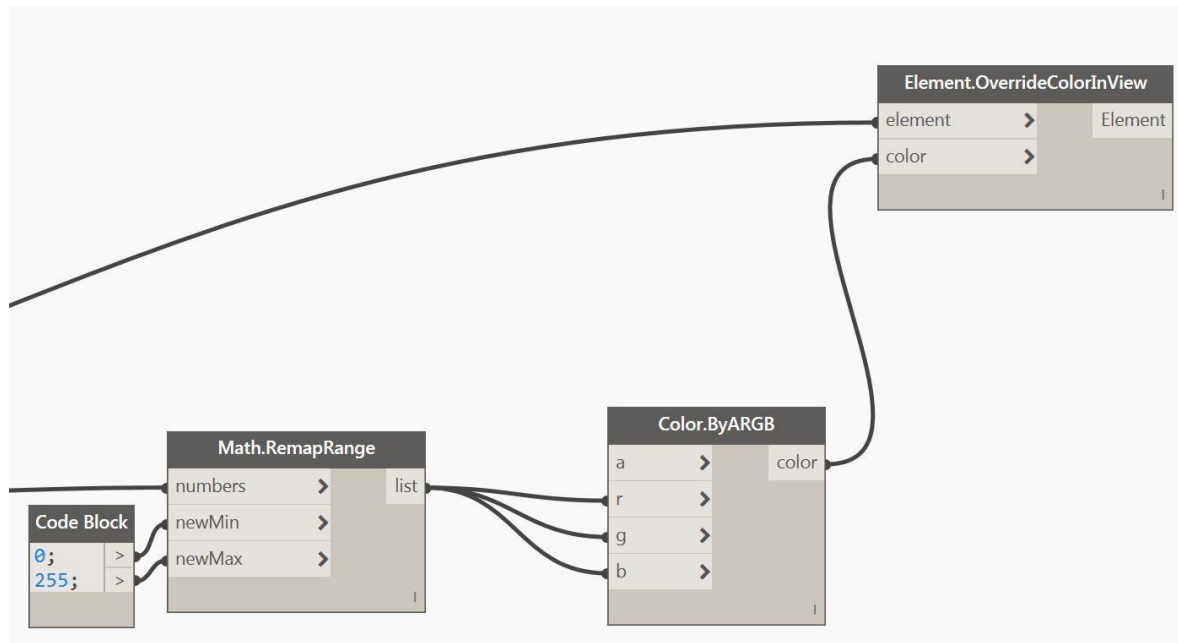 Element.OverrideColorInView
element > Element
color >
l
Color.ByARGB
a > color
r >
g >
b >
l
Math.RemapRange
numbers > list
newMin >
newMax >
l
Code Block
0; >
255; >